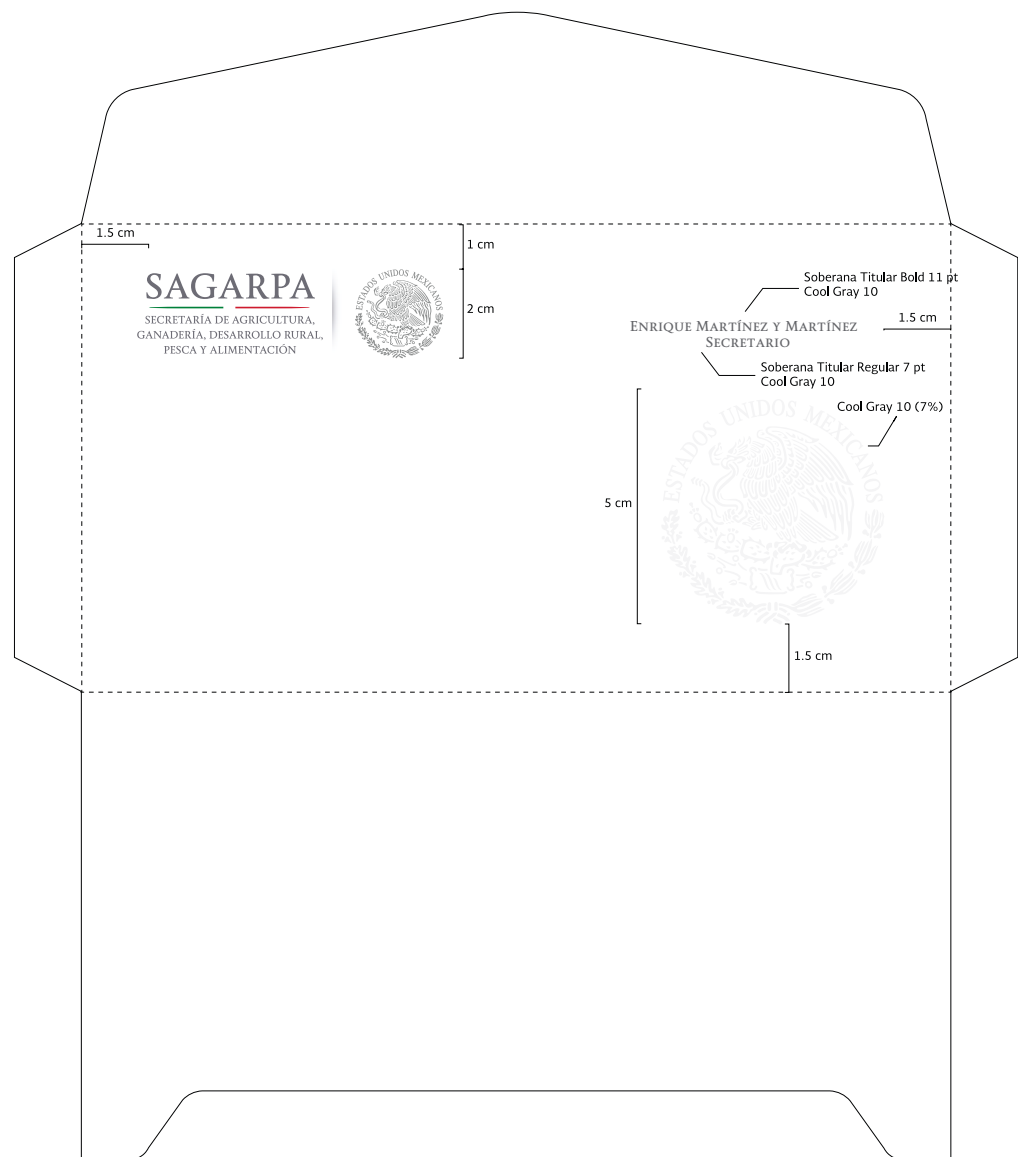 1.5 cm
1 cm
SAGARPA
SECRETARÍA DE AGRICULTURA,
GANADERÍA, DESARROLLO RURAL,
PESCA Y ALIMENTACIÓN
ESTADOS UNIDOS MEXICANOS
2 cm
Soberana Titular Bold 11 pt
Cool Gray 10
1.5 cm
ENRIQUE MARTÍNEZ Y MARTÍNEZ
SECRETARIO
Soberana Titular Regular 7 pt
Cool Gray 10
Cool Gray 10 (7%)
ESTADOS UNIDOS MEXICANOS
5 cm
1.5 cm